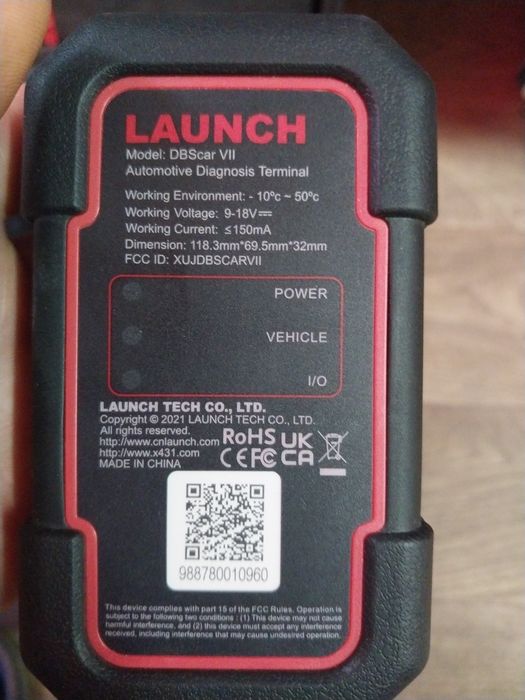 LAUNCH
Model: DBScar VII
Automotive Diagnosis Terminal
Working Environment: - 10ºc ~ 50ºc
Working Voltage: 9-18V⎓
Working Current: ≤150mA
Dimension: 118.3mm*69.5mm*32mm
FCC ID: XUJDBSCARVII
POWER
VEHICLE
I/O
LAUNCH TECH CO., LTD.
Copyright © 2021 LAUNCH TECH CO., LTD.
All rights reserved.
http://www.cnlaunch.com
http://www.x431.com
MADE IN CHINA
RoHS UK
CE FC CA
988780010960
This device complies with part 15 of the FCC Rules. Operation is
subject to the following two conditions : (1) This device may not cause
harmful interference, and (2) this device must accept any interference
received, including interference that may cause undesired operation.